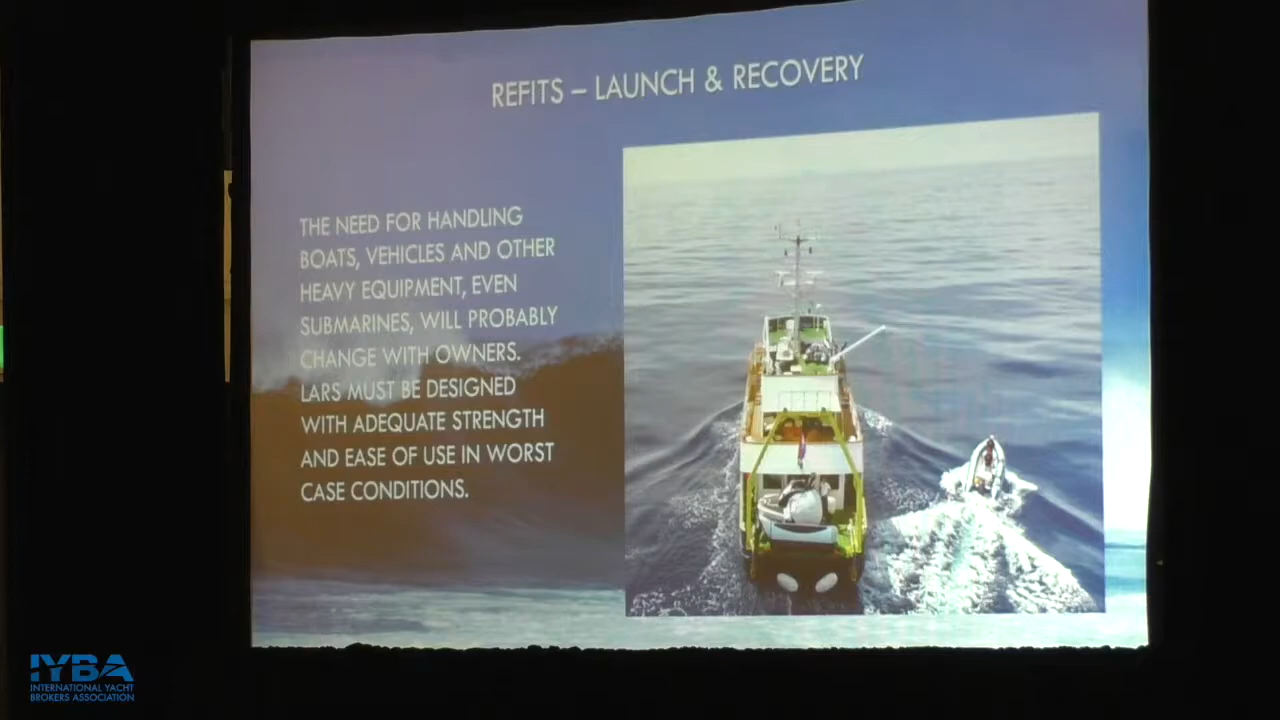 REFITS – LAUNCH & RECOVERY
THE NEED FOR HANDLING
BOATS, VEHICLES AND OTHER
HEAVY EQUIPMENT, EVEN
SUBMARINES, WILL PROBABLY
CHANGE WITH OWNERS.
LARS MUST BE DESIGNED
WITH ADEQUATE STRENGTH
AND EASE OF USE IN WORST
CASE CONDITIONS.
IYBA
INTERNATIONAL YACHT
BROKERS ASSOCIATION